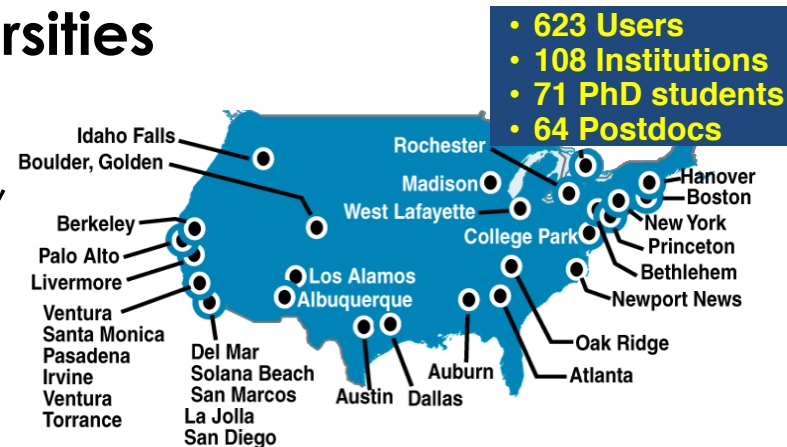 rsities
• 623 Users
• 108 Institutions
• 71 PhD students
• 64 Postdocs
Idaho Falls
Boulder, Golden
Rochester
Madison
West Lafayette
College Park
Hanover
Boston
New York
Princeton
Bethlehem
Newport News
Berkeley
Palo Alto
Livermore
Los Alamos
Albuquerque
Ventura
Santa Monica
Pasadena
Irvine
Ventura
Torrance
Del Mar
Solana Beach
San Marcos
La Jolla
San Diego
Austin
Dallas
Auburn
Oak Ridge
Atlanta